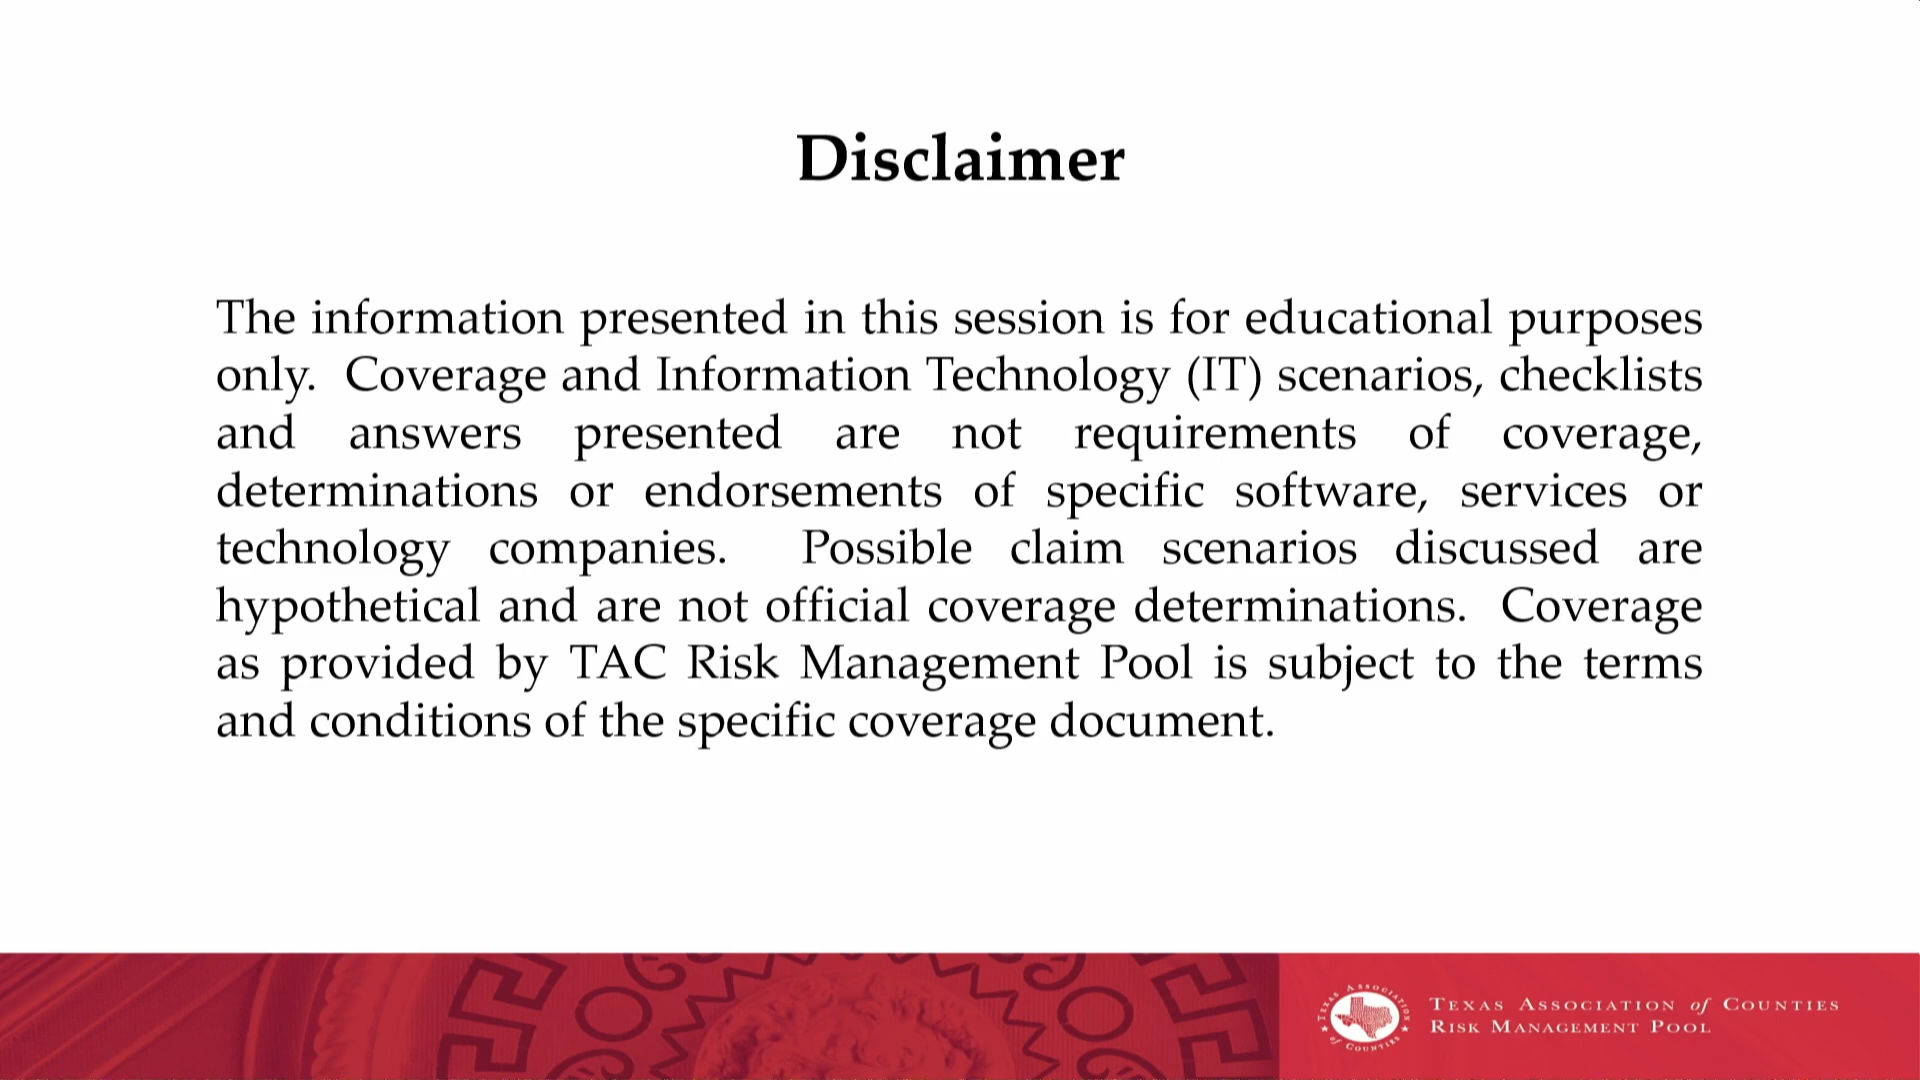 Disclaimer
The information presented in this session is for educational purposes
only.  Coverage and Information Technology (IT) scenarios, checklists
and answers presented are not requirements of coverage,
determinations or endorsements of specific software, services or
technology companies.  Possible claim scenarios discussed are
hypothetical and are not official coverage determinations.  Coverage
as provided by TAC Risk Management Pool is subject to the terms
and conditions of the specific coverage document.
Texas Association of Counties
Texas Association of Counties
Risk Management Pool